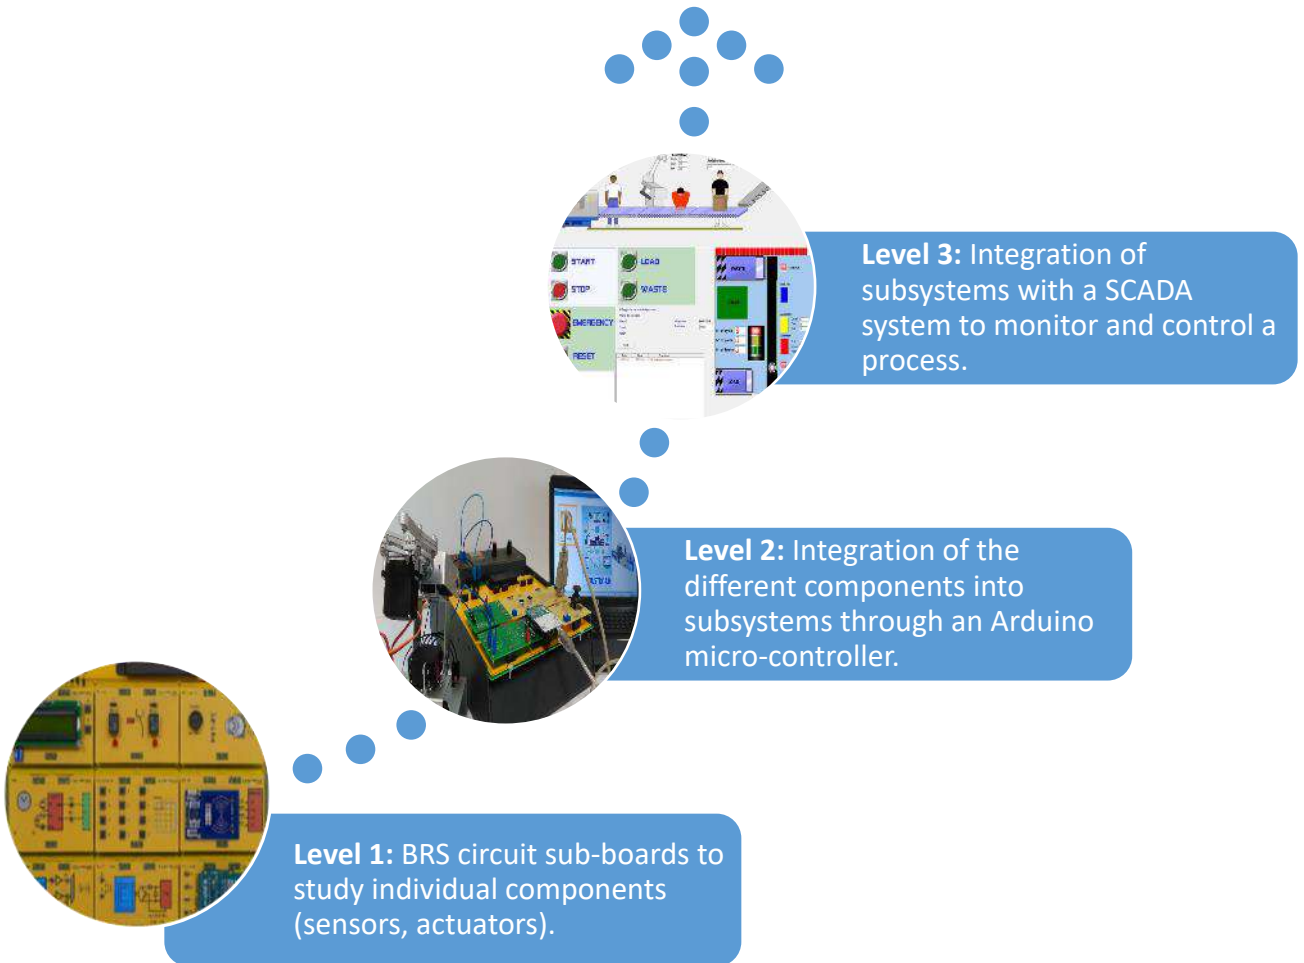 START
LOAD
STOP
WASTE
EMERGENCY
RESET
Level 3: Integration of
subsystems with a SCADA
system to monitor and control a
process.
Level 2: Integration of the
different components into
subsystems through an Arduino
micro-controller.
Level 1: BRS circuit sub-boards to
study individual components
(sensors, actuators).